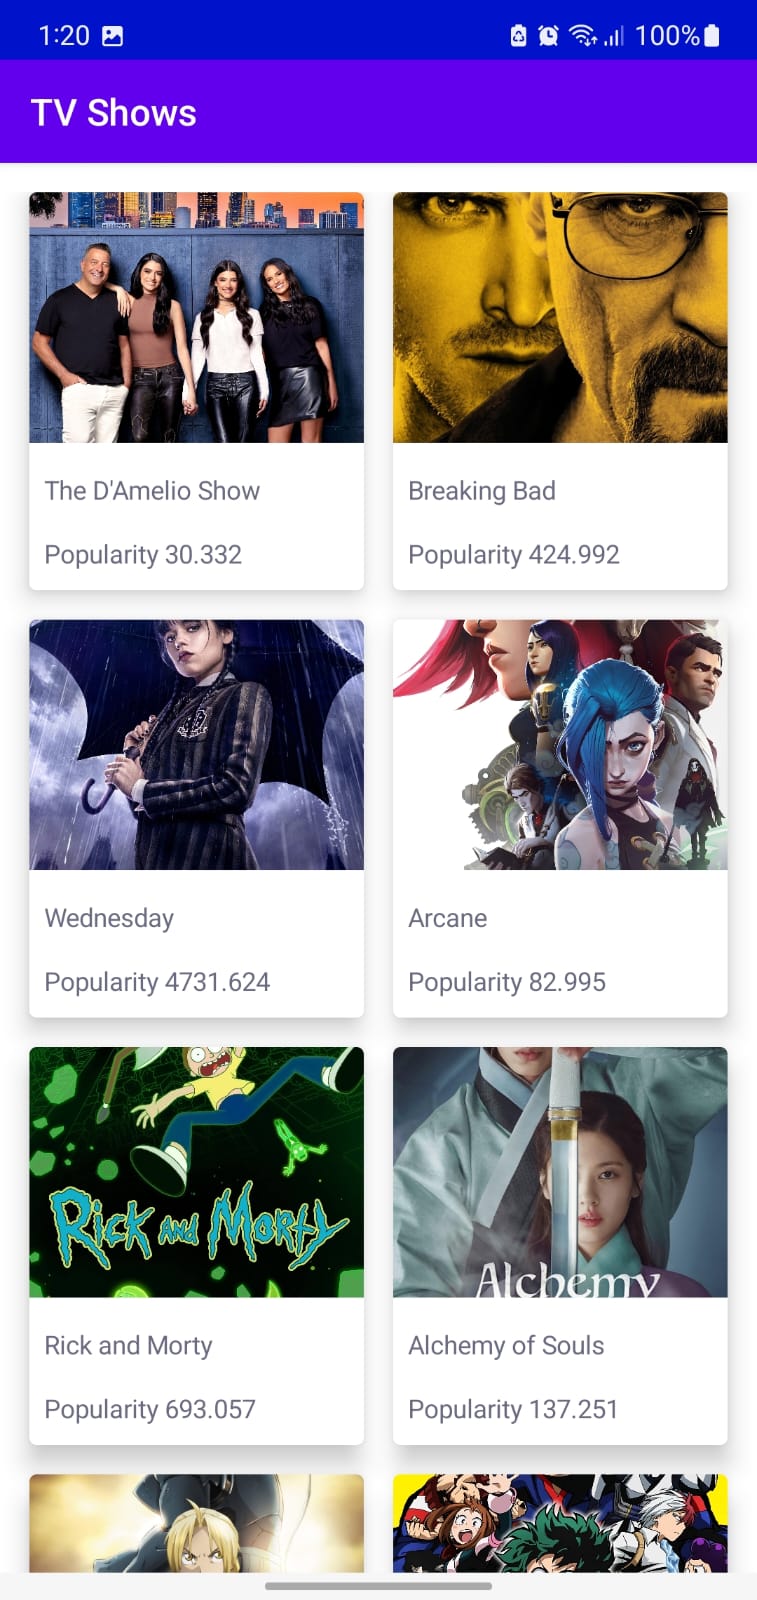 1:20
100%
TV Shows
The D'Amelio Show
Breaking Bad
Popularity 30.332
Popularity 424.992
Wednesday
Arcane
Popularity 4731.624
Popularity 82.995
Rick and Morty
Alchemy
Rick and Morty
Alchemy of Souls
Popularity 693.057
Popularity 137.251